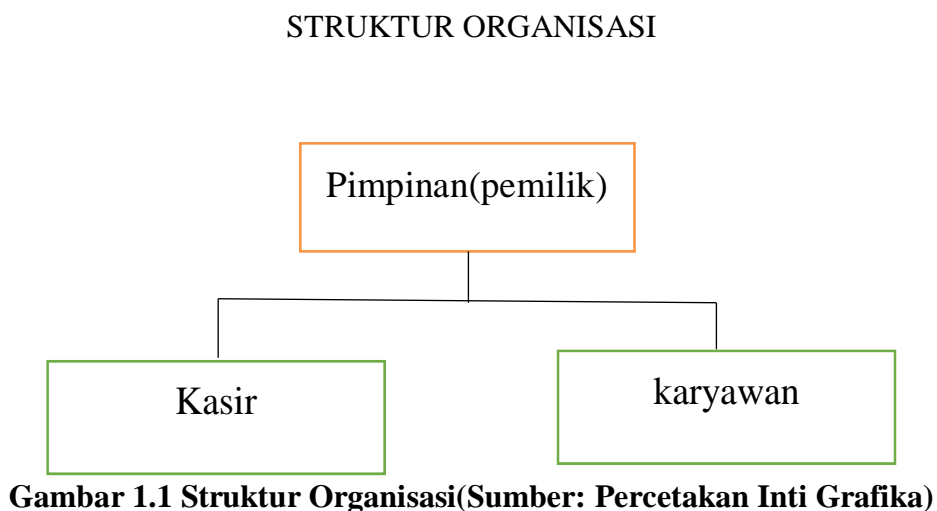 STRUKTUR ORGANISASI
Pimpinan(pemilik)
Kasir
karyawan
Gambar 1.1 Struktur Organisasi(Sumber: Percetakan Inti Grafika)